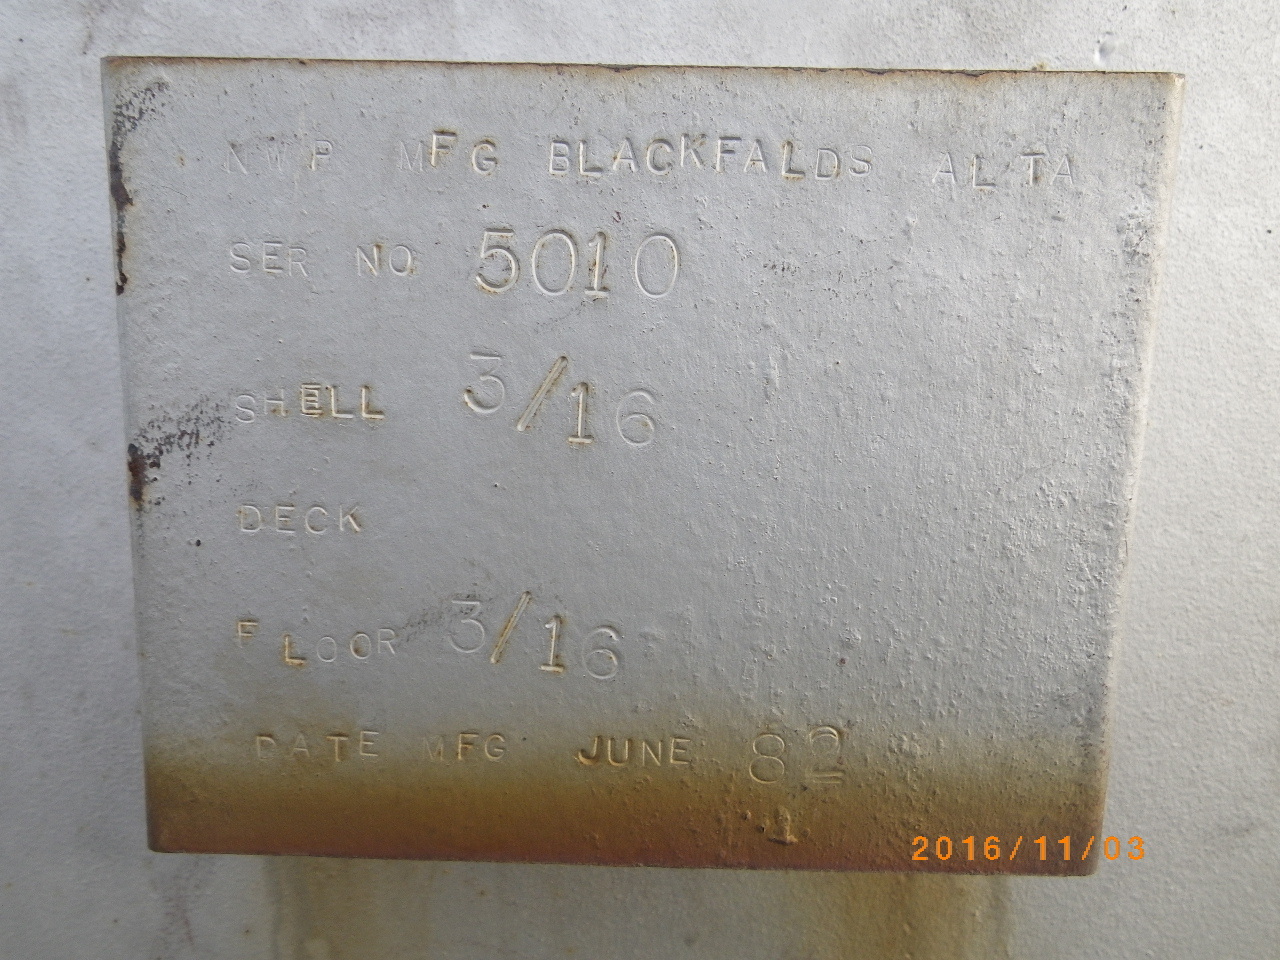 NWP MFG BLACKFALDS ALTA
SER NO 5010
SHELL 3/16
DECK
FLOOR 3/16
DATE MFG JUNE 82
1
2016/11/03